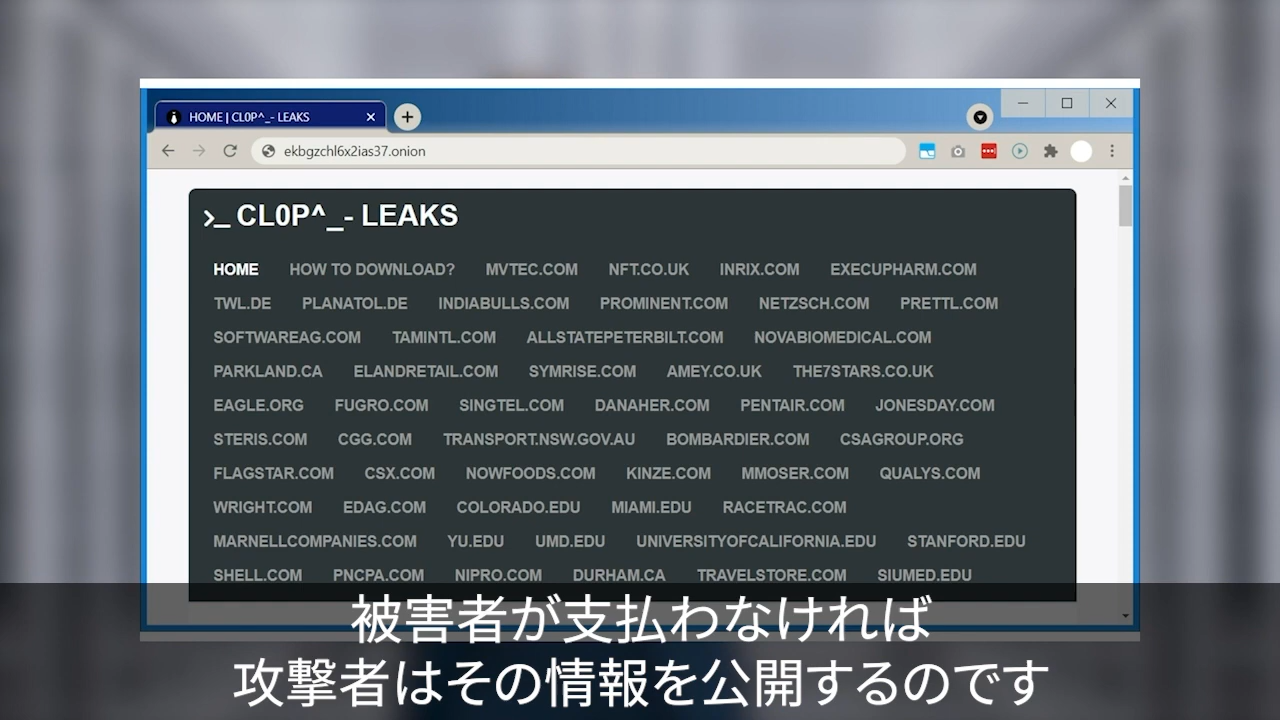 HOME | CL0P^_- LEAKS
ekbgzchl6x2ias37.onion
>_ CL0P^_- LEAKS
HOME HOW TO DOWNLOAD? MVTEC.COM NFT.CO.UK INRIX.COM EXECUPHARM.COM
TWL.DE PLANATOL.DE INDIABULLS.COM PROMINENT.COM NETZSCH.COM PRETTL.COM
SOFTWAREAG.COM TAMINTL.COM ALLSTATEPETERBILT.COM NOVABIOMEDICAL.COM
PARKLAND.CA ELANDRETAIL.COM SYMRISE.COM AMEY.CO.UK THE7STARS.CO.UK
EAGLE.ORG FUGRO.COM SINGTEL.COM DANAHER.COM PENTAIR.COM JONESDAY.COM
STERIS.COM CGG.COM TRANSPORT.NSW.GOV.AU BOMBARDIER.COM CSAGROUP.ORG
FLAGSTAR.COM CSX.COM NOWFOODS.COM KINZE.COM MMOSER.COM QUALYS.COM
WRIGHT.COM EDAG.COM COLORADO.EDU MIAMI.EDU RACETRAC.COM
MARNELLCOMPANIES.COM YU.EDU UMD.EDU UNIVERSITYOFCALIFORNIA.EDU STANFORD.EDU
SHELL.COM PNCPA.COM NIPRO.COM DURHAM.CA TRAVELSTORE.COM SIUMED.EDU
被害者が支払わなければ
攻撃者はその情報を公開するのです